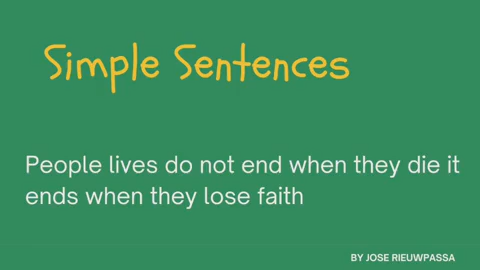 Simple Sentences
People lives do not end when they die it
ends when they lose faith
BY JOSE RIEUWPASSA